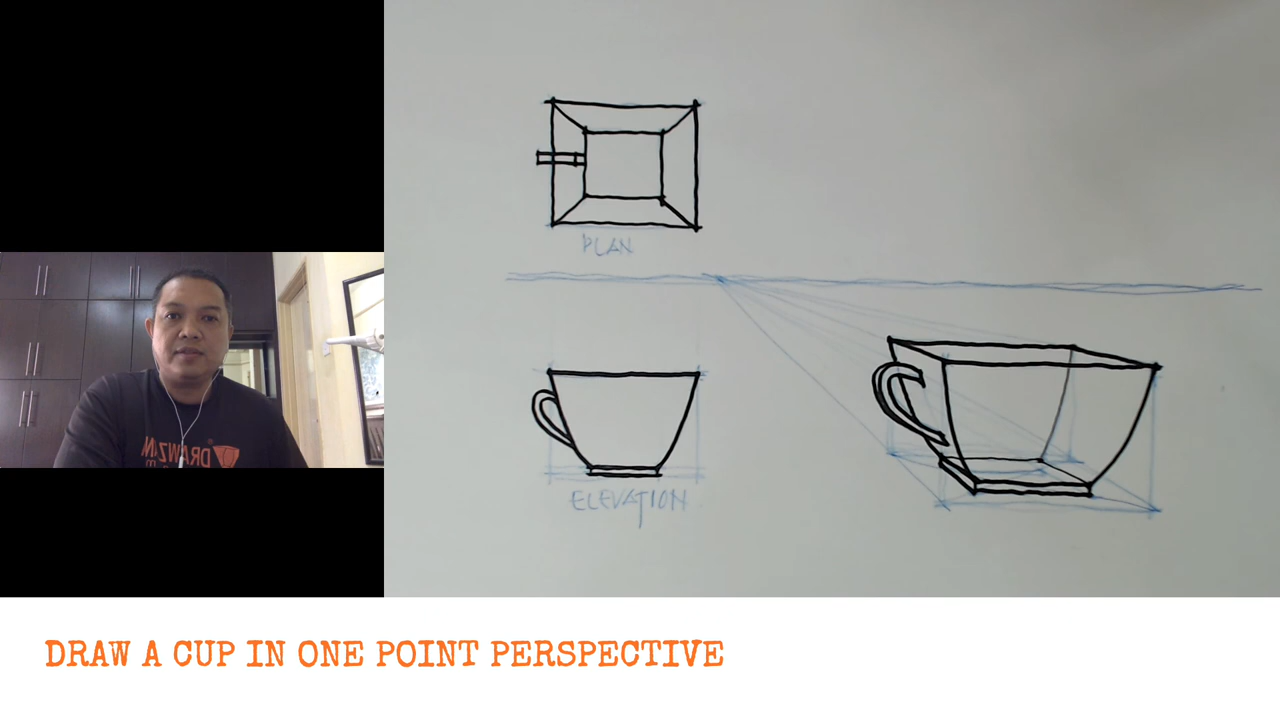 PLAN
ELEVATION
DRAW A CUP IN ONE POINT PERSPECTIVE